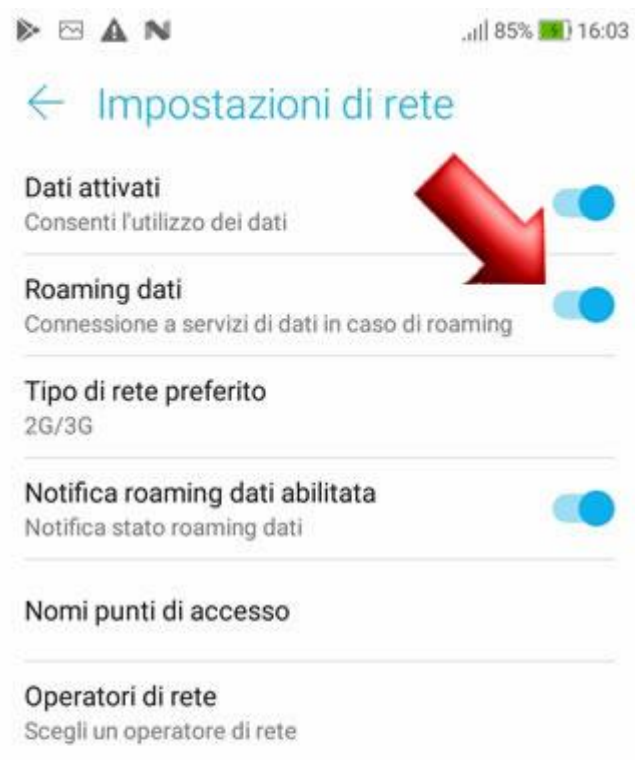 85% 16:03
Impostazioni di rete
Dati attivati
Consenti l'utilizzo dei dati
Roaming dati
Connessione a servizi di dati in caso di roaming
Tipo di rete preferito
2G/3G
Notifica roaming dati abilitata
Notifica stato roaming dati
Nomi punti di accesso
Operatori di rete
Scegli un operatore di rete